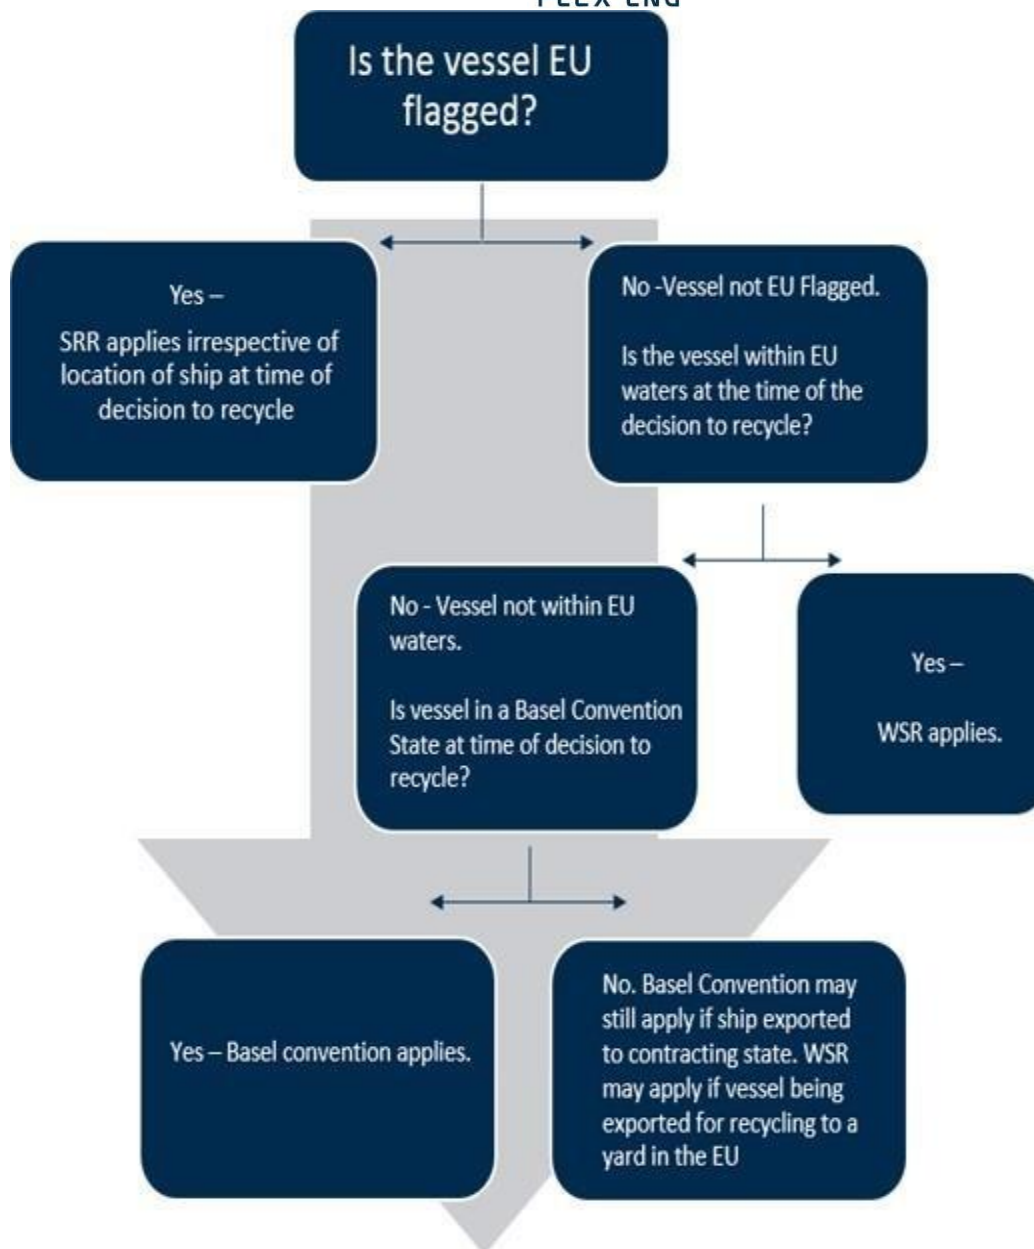 FLEX LNG
Is the vessel EU
flagged?
Yes –
SRR applies irrespective of
location of ship at time of
decision to recycle
No -Vessel not EU Flagged.
Is the vessel within EU
waters at the time of the
decision to recycle?
No - Vessel not within EU
waters.
Is vessel in a Basel Convention
State at time of decision to
recycle?
Yes –
WSR applies.
Yes – Basel convention applies.
No. Basel Convention may
still apply if ship exported
to contracting state. WSR
may apply if vessel being
exported for recycling to a
yard in the EU